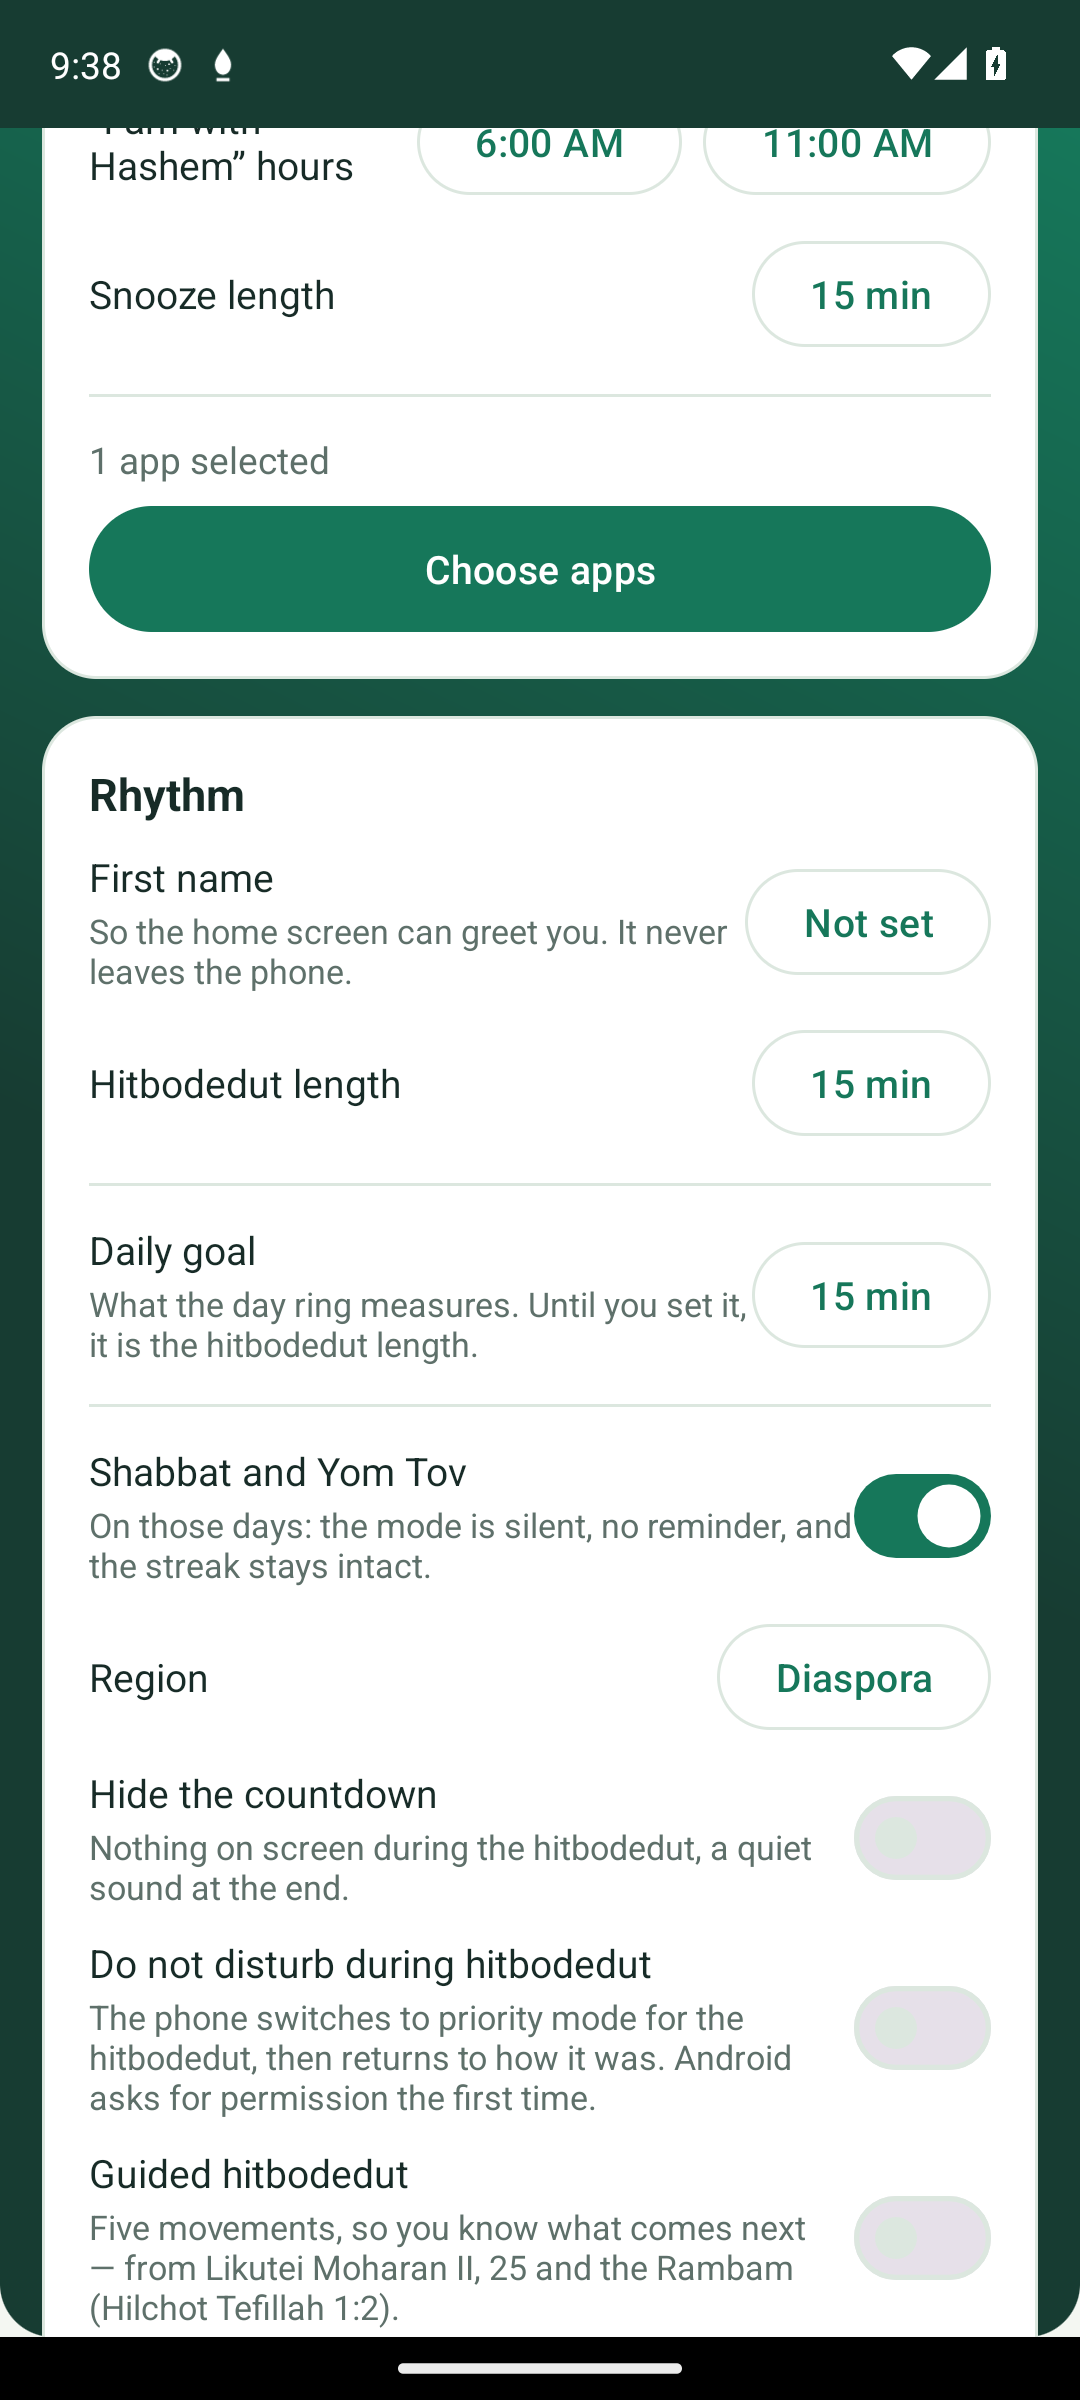 9:38
“I am with
Hashem” hours
6:00 AM
11:00 AM
Snooze length
15 min
1 app selected
Choose apps
Rhythm
First name
So the home screen can greet you. It never
leaves the phone.
Not set
Hitbodedut length
15 min
Daily goal
What the day ring measures. Until you set it,
it is the hitbodedut length.
15 min
Shabbat and Yom Tov
On those days: the mode is silent, no reminder, and
the streak stays intact.
Region
Diaspora
Hide the countdown
Nothing on screen during the hitbodedut, a quiet
sound at the end.
Do not disturb during hitbodedut
The phone switches to priority mode for the
hitbodedut, then returns to how it was. Android
asks for permission the first time.
Guided hitbodedut
Five movements, so you know what comes next
— from Likutei Moharan II, 25 and the Rambam
(Hilchot Tefillah 1:2).